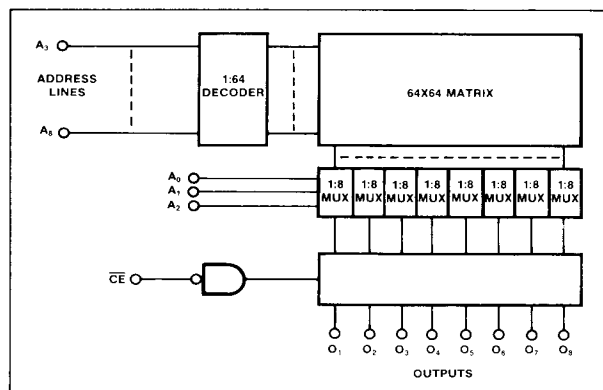 A₃
ADDRESS
LINES
A₈
1:64
DECODER
64X64 MATRIX
A₀
A₇
A₂
1:8
MUX
1:8
MUX
1:8
MUX
1:8
MUX
1:8
MUX
1:8
MUX
1:8
MUX
1:8
MUX
CE
O₁ O₂ O₃ O₄ O₅ O₆ O₇ O₈
OUTPUTS